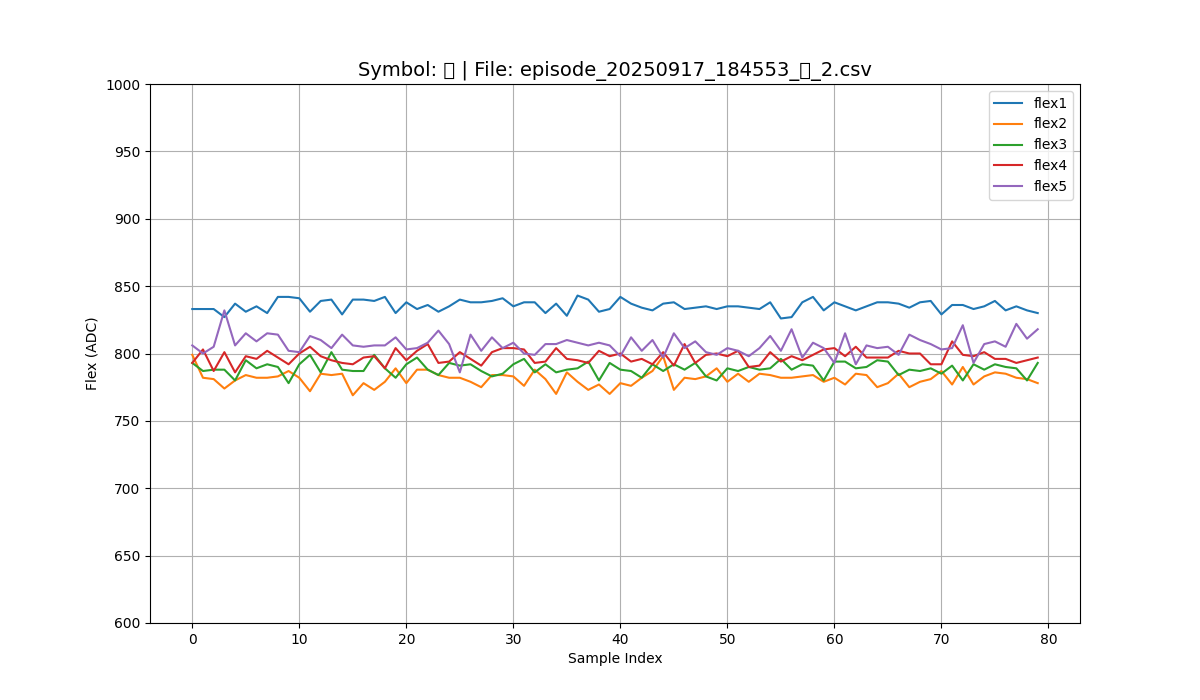 Symbol: | File: episode_20250917_184553_ _2.csv
1000
950
900
850
800
750
700
650
600
Flex (ADC)
0 10 20 30 40 50 60 70 80
Sample Index
flex1
flex2
flex3
flex4
flex5